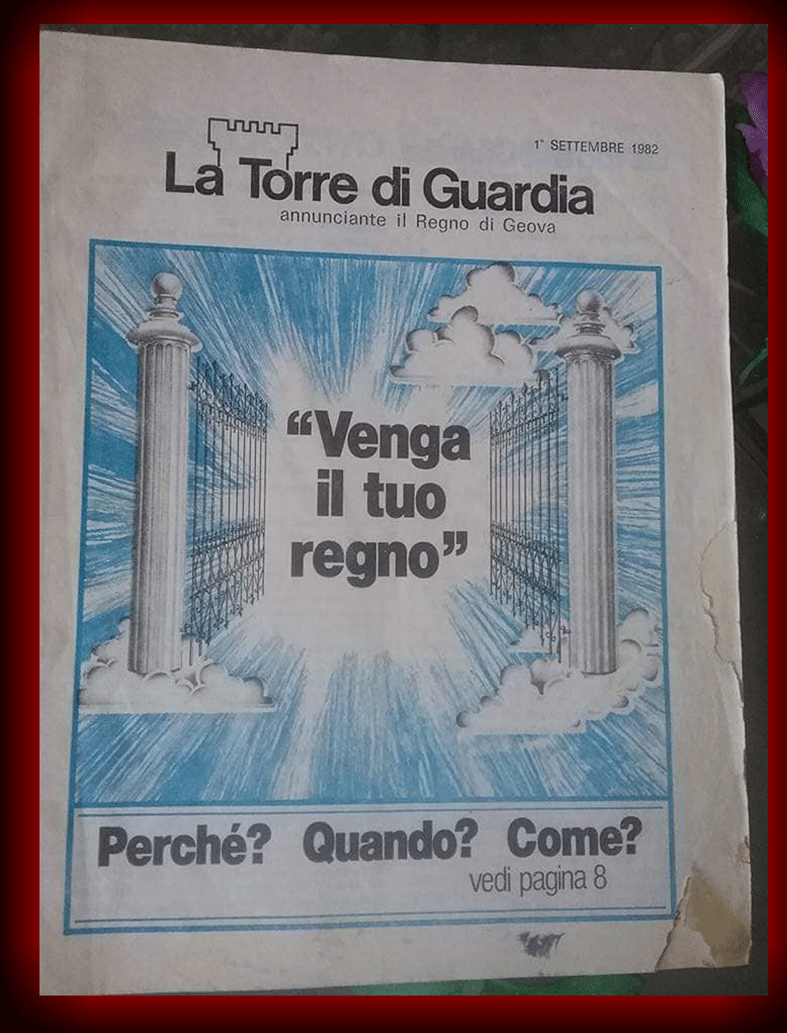 1° SETTEMBRE 1982
La Torre di Guardia
annunciante il Regno di Geova
“Venga
il tuo
regno”
Perché? Quando? Come?
vedi pagina 8